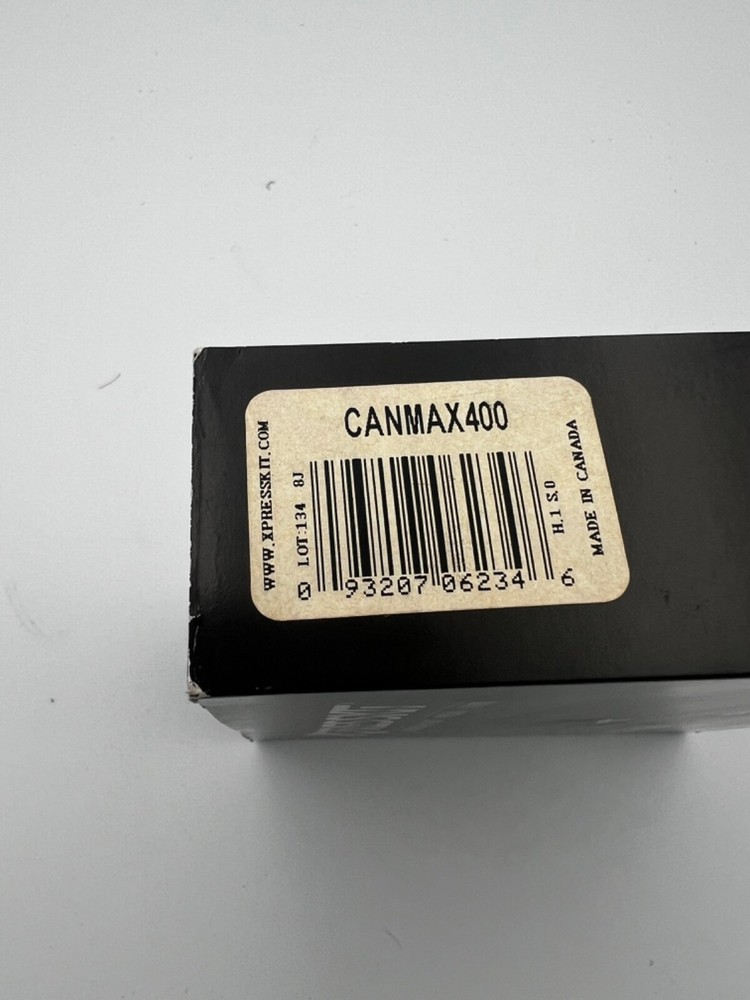 CANMAX400
WWW.XPRESSKIT.COM
LOT:134 8J
H.1 S.0
MADE IN CANADA
0 93207 06234 6